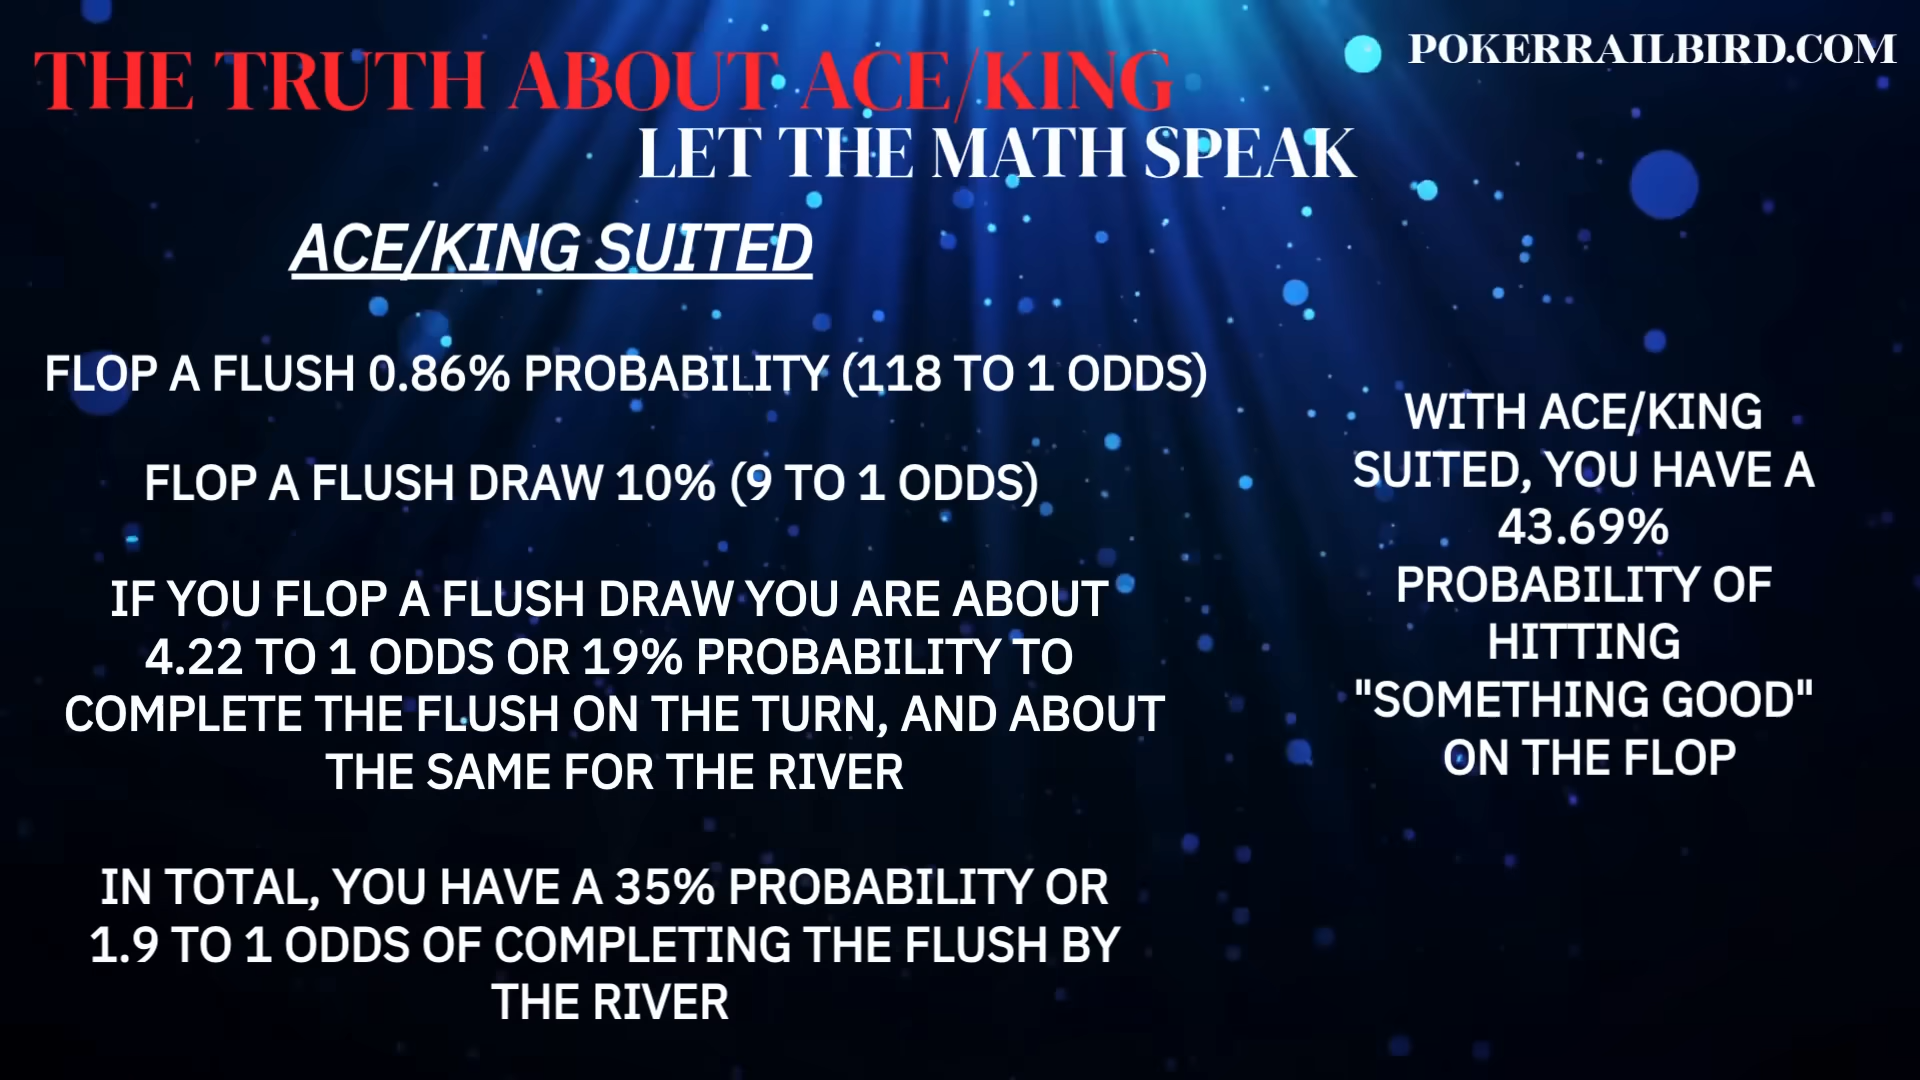 THE TRUTH ABOUT ACE/KING
POKERRAILBIRD.COM
LET THE MATH SPEAK
ACE/KING SUITED
FLOP A FLUSH 0.86% PROBABILITY (118 TO 1 ODDS)
FLOP A FLUSH DRAW 10% (9 TO 1 ODDS)
IF YOU FLOP A FLUSH DRAW YOU ARE ABOUT
4.22 TO 1 ODDS OR 19% PROBABILITY TO
COMPLETE THE FLUSH ON THE TURN, AND ABOUT
THE SAME FOR THE RIVER
IN TOTAL, YOU HAVE A 35% PROBABILITY OR
1.9 TO 1 ODDS OF COMPLETING THE FLUSH BY
THE RIVER
WITH ACE/KING
SUITED, YOU HAVE A
43.69%
PROBABILITY OF
HITTING
"SOMETHING GOOD"
ON THE FLOP